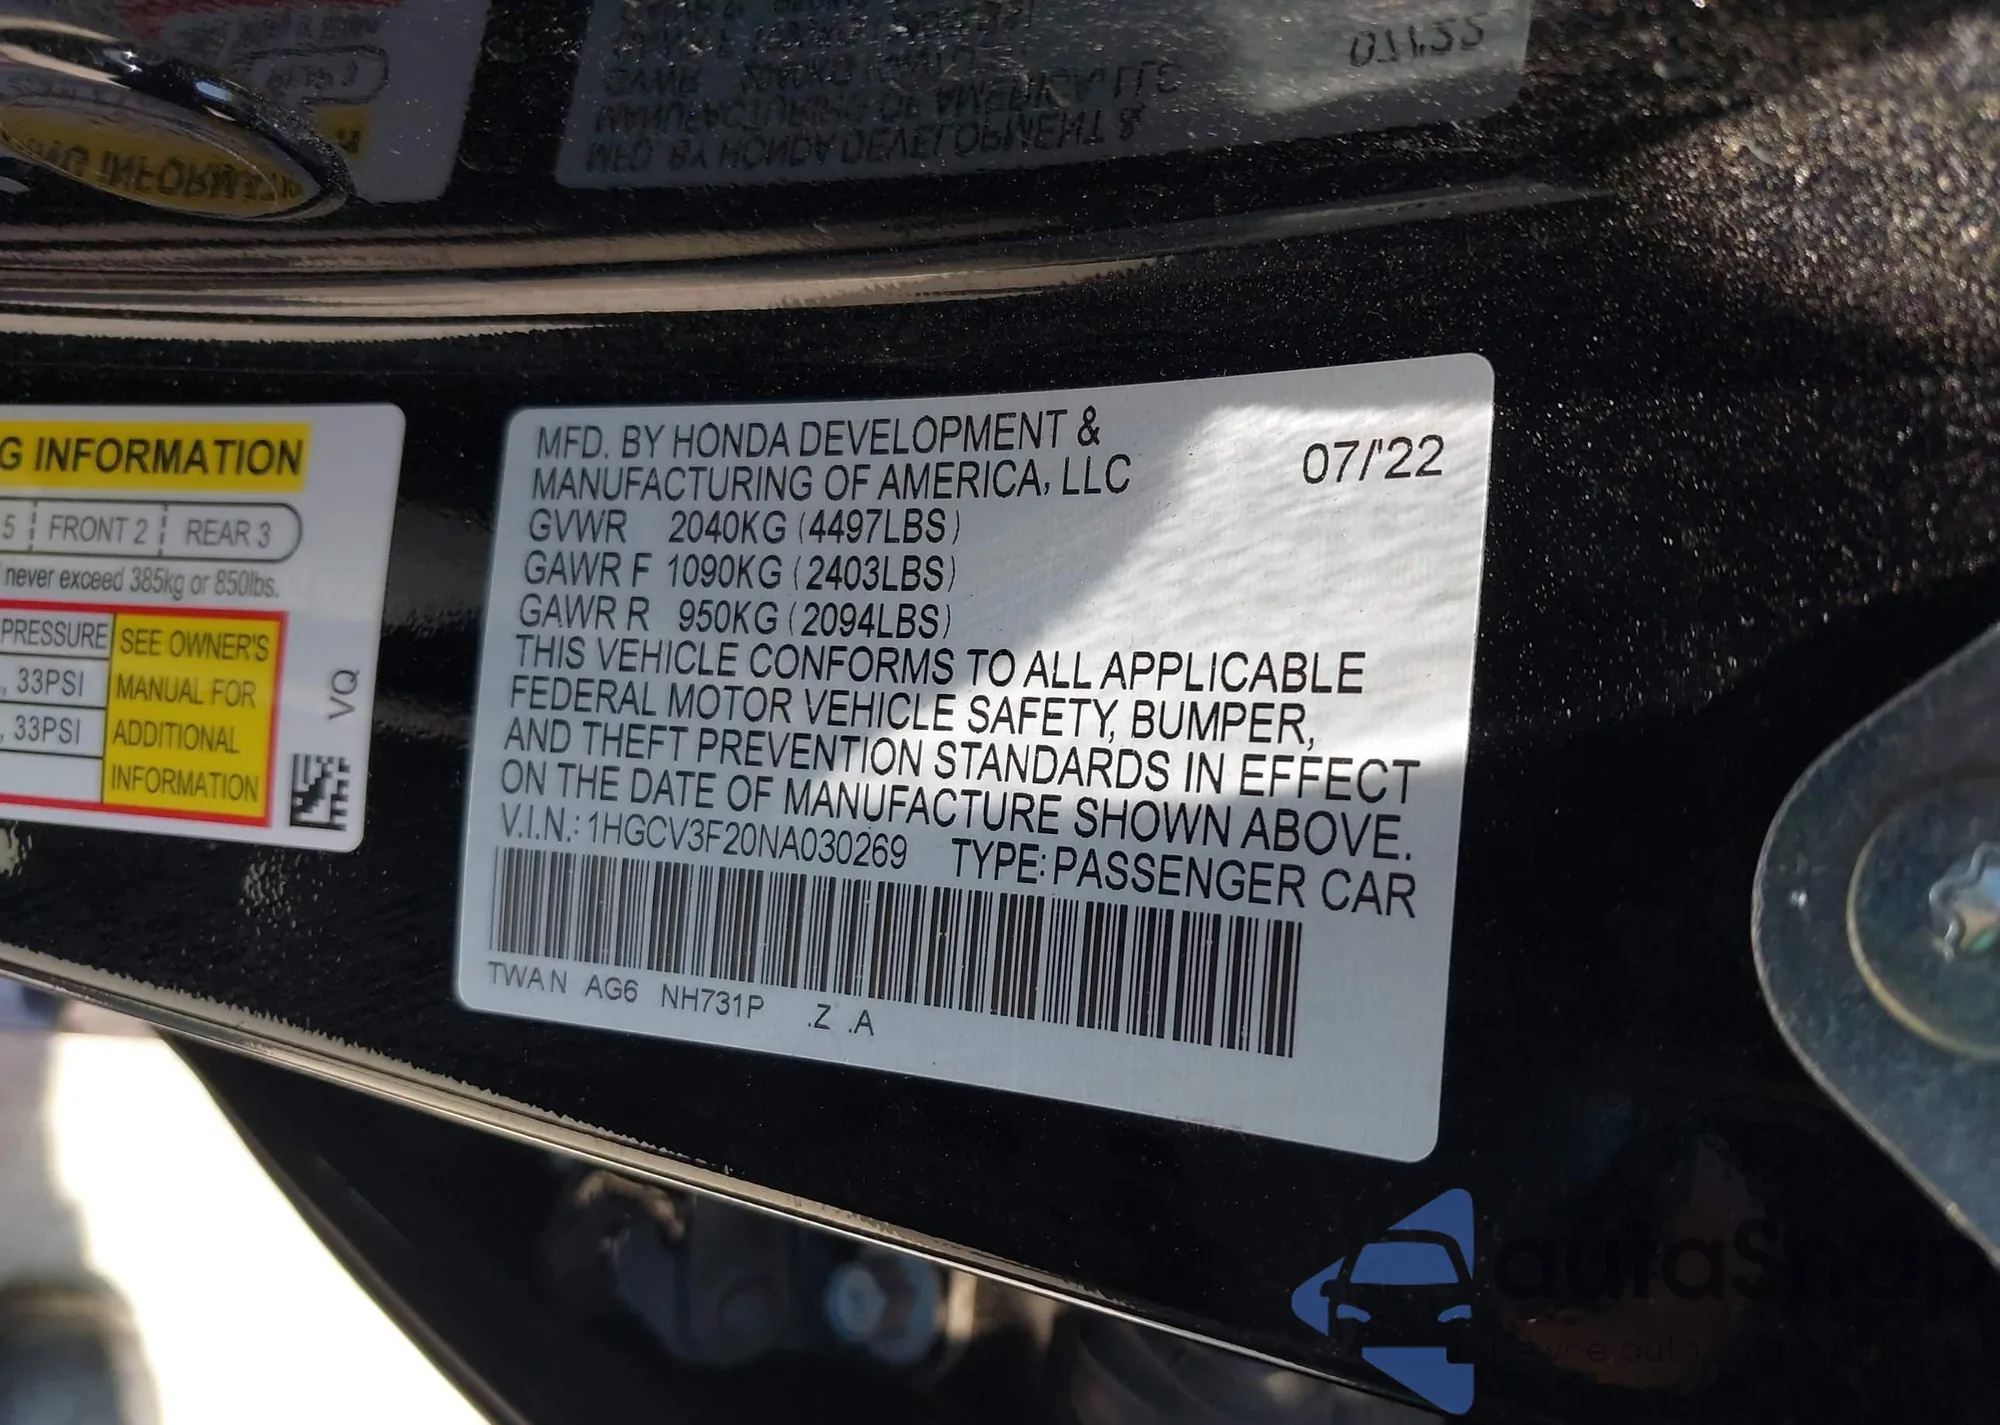 G INFORMATION
5 FRONT 2 REAR 3
never exceed 385kg or 850lbs.
PRESSURE
, 33PSI
, 33PSI
SEE OWNER'S
MANUAL FOR
ADDITIONAL
INFORMATION
VQ
MFD. BY HONDA DEVELOPMENT &
MANUFACTURING OF AMERICA, LLC
07/'22
GVWR 2040KG (4497LBS)
GAWR F 1090KG (2403LBS)
GAWR R 950KG (2094LBS)
THIS VEHICLE CONFORMS TO ALL APPLICABLE
FEDERAL MOTOR VEHICLE SAFETY, BUMPER,
AND THEFT PREVENTION STANDARDS IN EFFECT
ON THE DATE OF MANUFACTURE SHOWN ABOVE.
V.I.N.: 1HGCV3F20NA030269 TYPE: PASSENGER CAR
TWAN AG6 NH731P .Z .A
autaShap